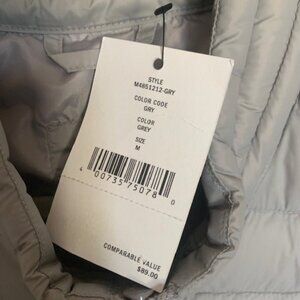 STYLE
M4851212-GRY
COLOR CODE
GRY
COLOR
GREY
SIZE
M
4 00735 75078 0
COMPARABLE VALUE
$89.00